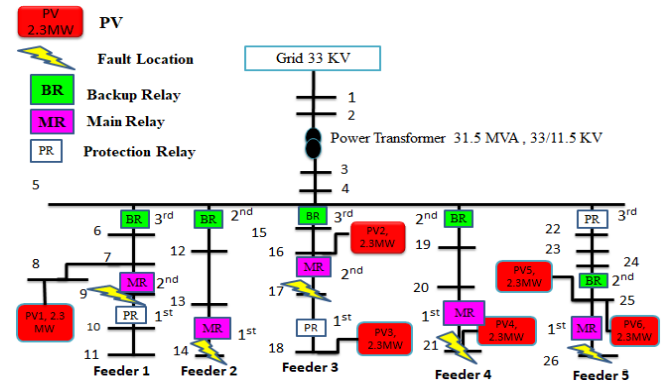 PV
2.3MW
PV
Fault Location
BR
Backup Relay
MR
Main Relay
PR
Protection Relay
Grid 33 KV
1
2
Power Transformer 31.5 MVA , 33/11.5 KV
3
4
5
BR 3rd
BR 2nd
BR 3rd
2nd BR
PR 3rd
6
15
22
7
12
16
PV2,
2.3MW
19
23
24
8
MR
2nd
MR
2nd
PV5,
2.3MW
BR 2nd
9
17
20
25
PV1, 2.3
MW
PR
1st
13
PR
1st
1st
MR
PV4,
2.3MW
1st
MR
PV6,
2.3MW
10
MR
1st
PV3,
2.3MW
11
14
18
21
26
Feeder 1
Feeder 2
Feeder 3
Feeder 4
Feeder 5